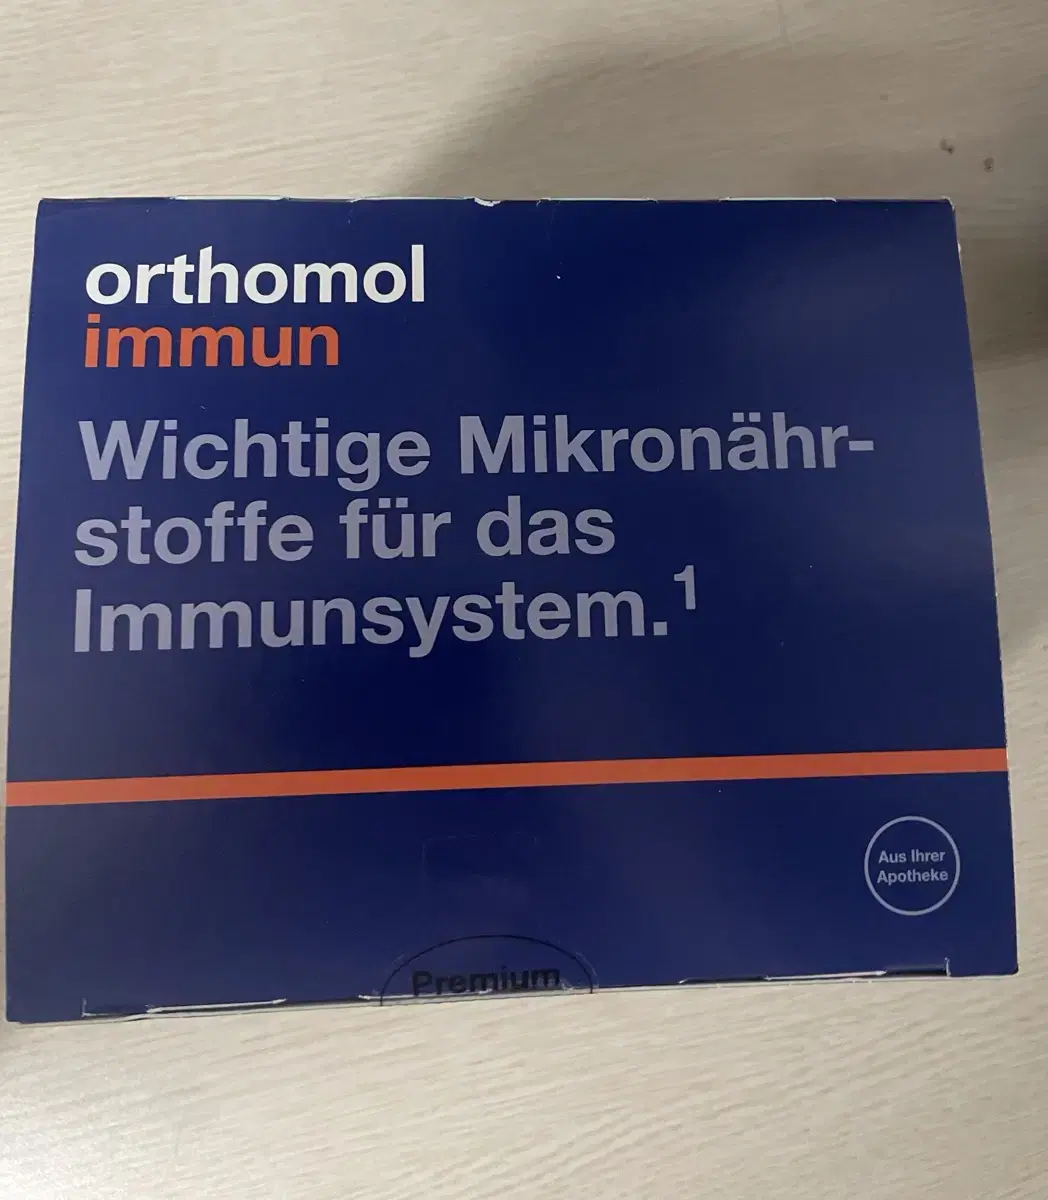 orthomol
immun
Wichtige Mikronähr-
stoffe für das
Immunsystem.¹
Aus Ihrer
Apotheke
Premium